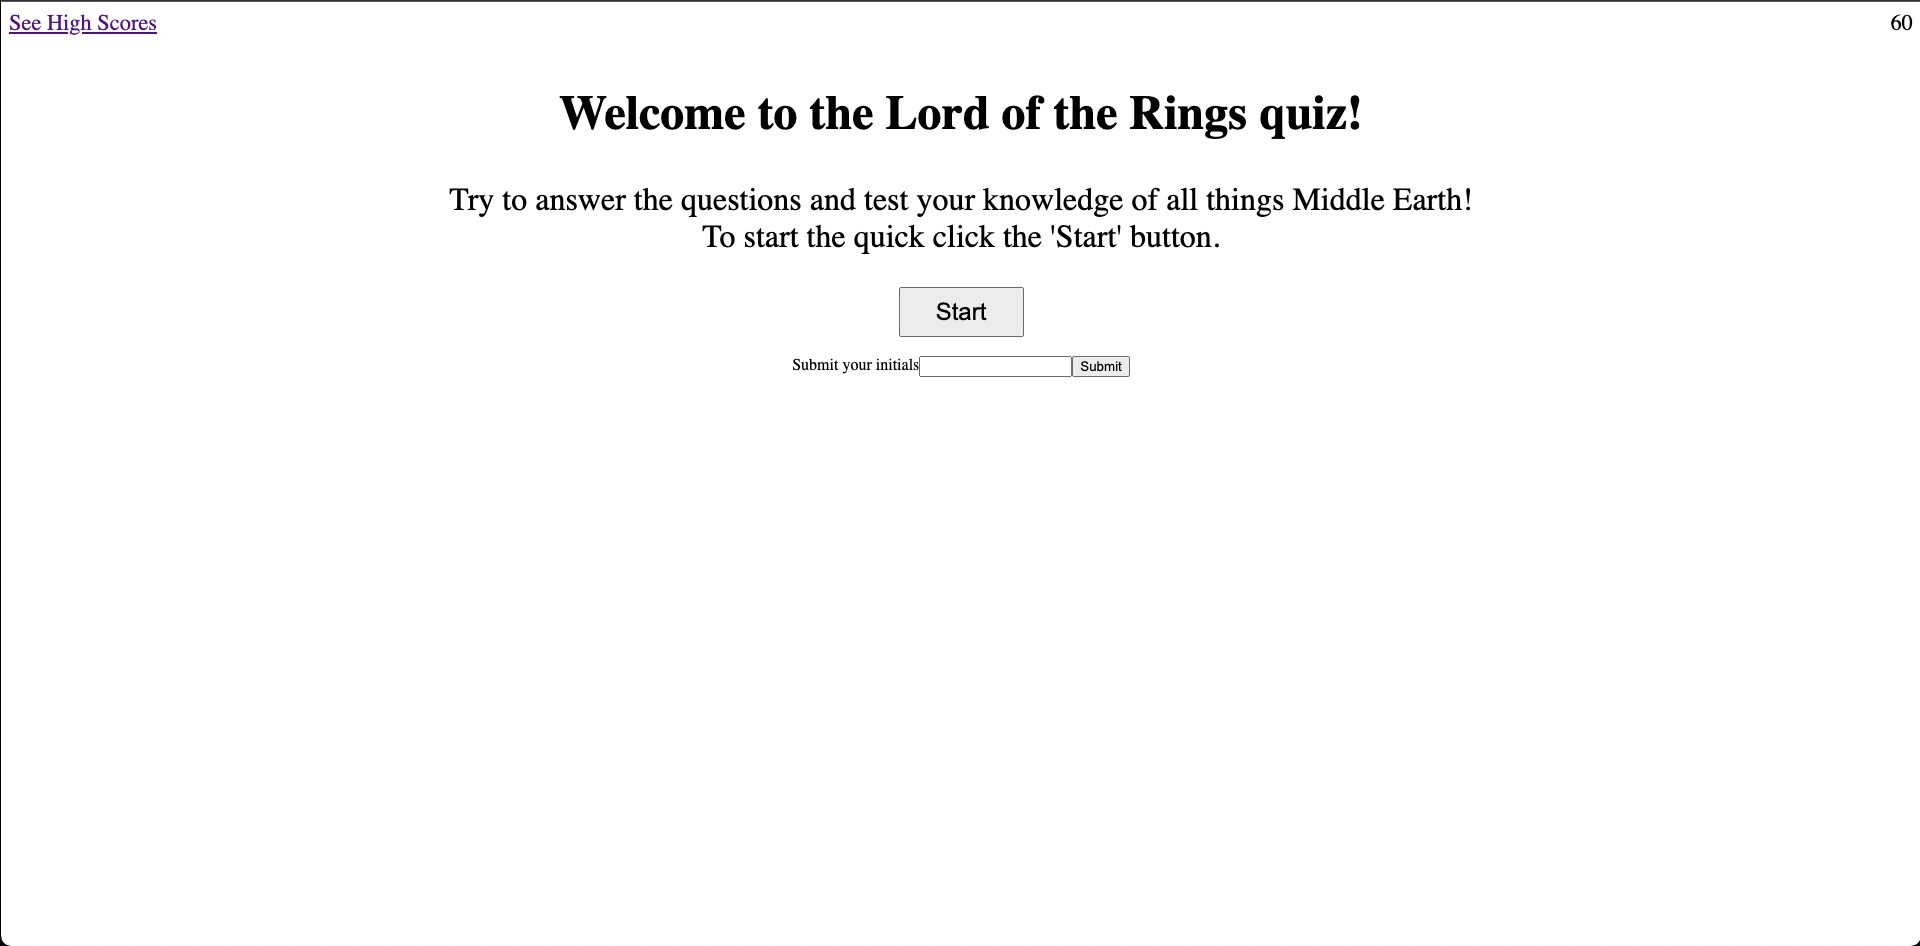 See High Scores
60
Welcome to the Lord of the Rings quiz!
Try to answer the questions and test your knowledge of all things Middle Earth!
To start the quick click the 'Start' button.
Start
Submit your initials Submit